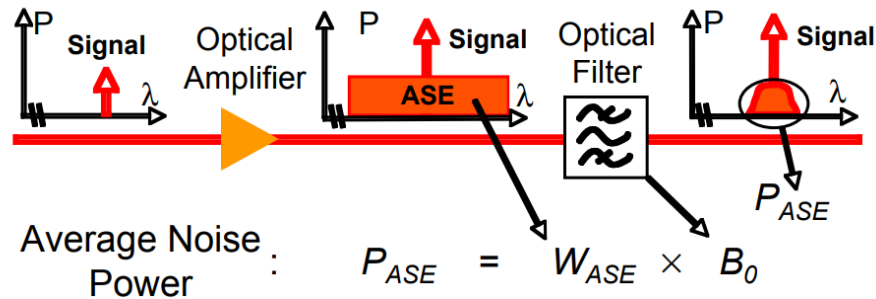 P
Signal
λ
Optical
Amplifier
P
Signal
ASE
λ
Optical
Filter
P
Signal
λ
P_ASE
Average Noise
Power : P_ASE = W_ASE × B_0